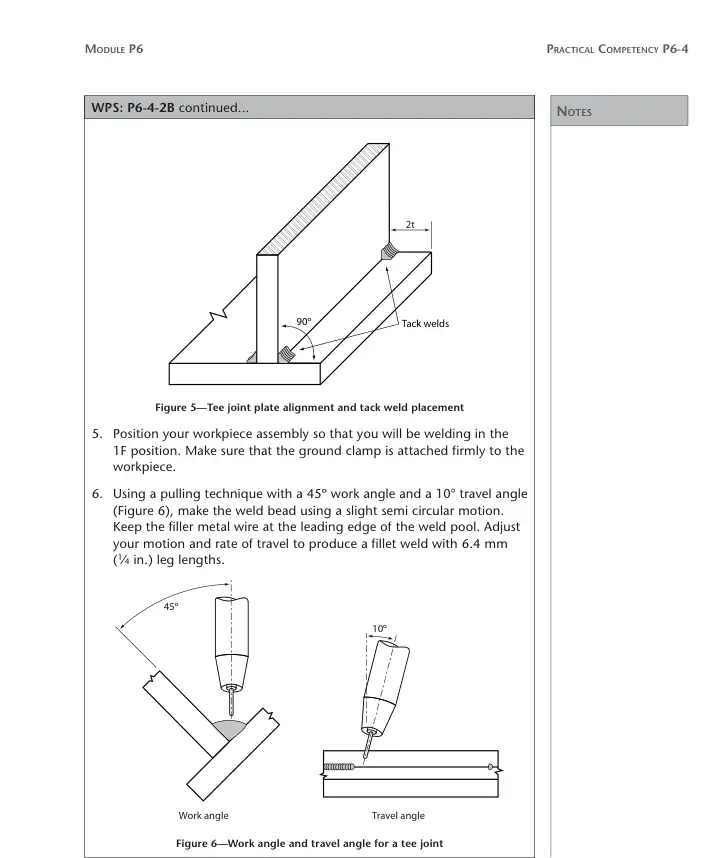 MODULE P6
PRACTICAL COMPETENCY P6-4
WPS: P6-4-2B continued...
NOTES
2t
90º
Tack welds
Figure 5—Tee joint plate alignment and tack weld placement
5. Position your workpiece assembly so that you will be welding in the
1F position. Make sure that the ground clamp is attached firmly to the
workpiece.
6. Using a pulling technique with a 45º work angle and a 10° travel angle
(Figure 6), make the weld bead using a slight semi circular motion.
Keep the filler metal wire at the leading edge of the weld pool. Adjust
your motion and rate of travel to produce a fillet weld with 6.4 mm
(¼ in.) leg lengths.
45º
10º
Work angle
Travel angle
Figure 6—Work angle and travel angle for a tee joint